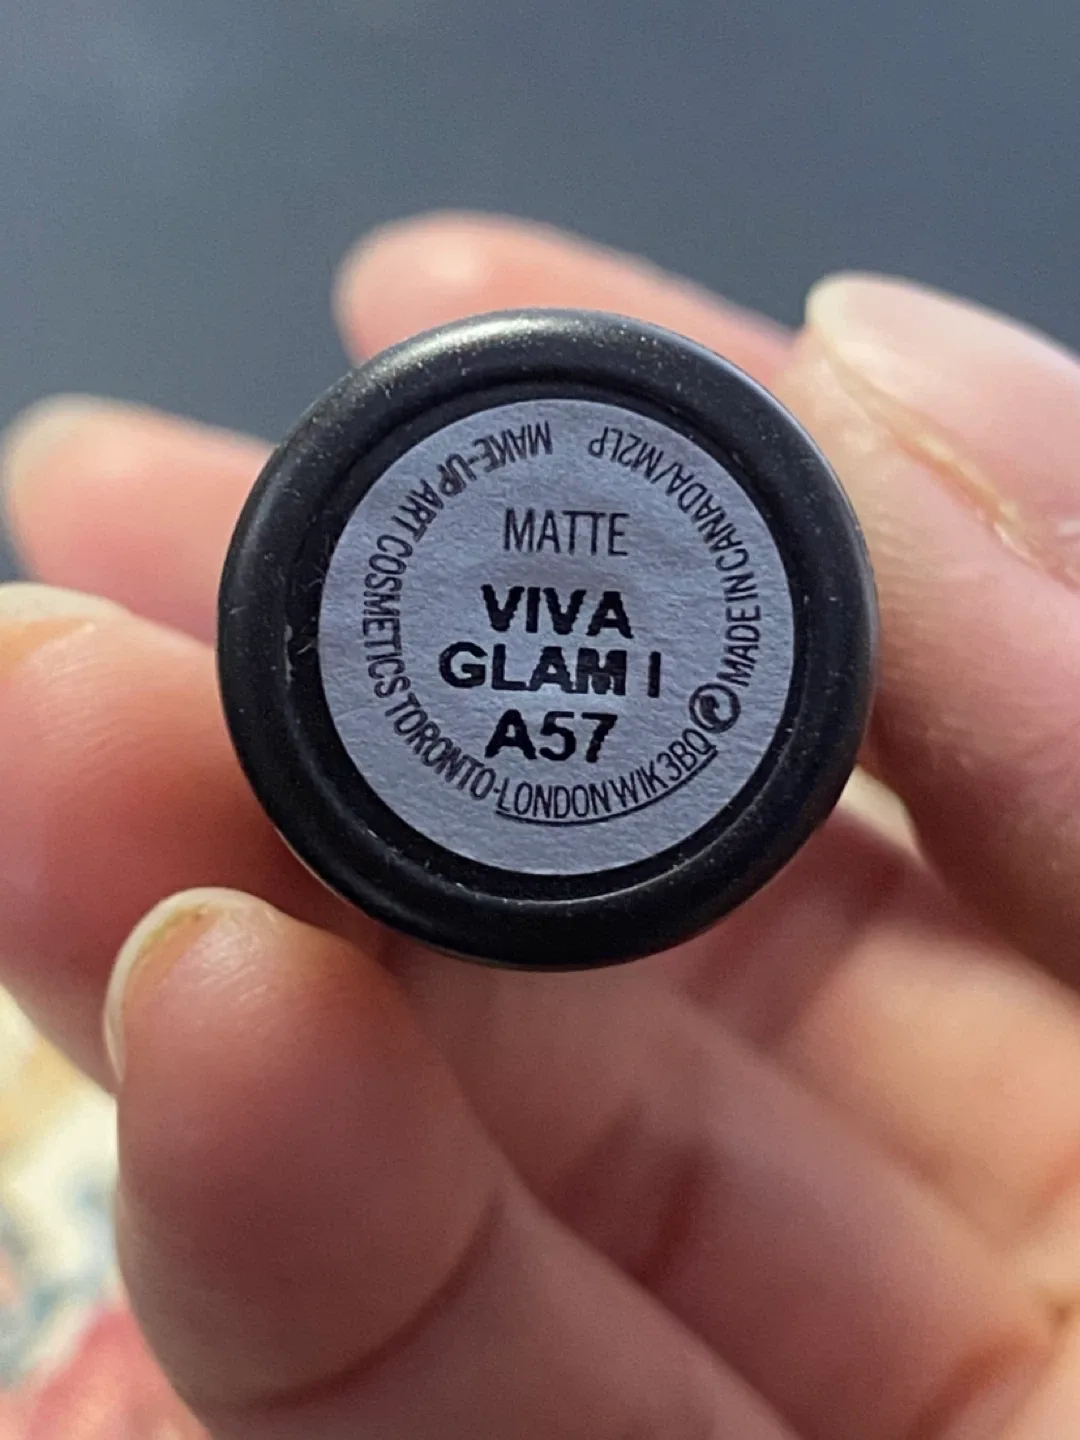 MATTE
VIVA
GLAM I
A57
MAKE-UP ART COSMETICS TORONTO-LONDON W1K 3BQ MADE IN CANADA/M2LP